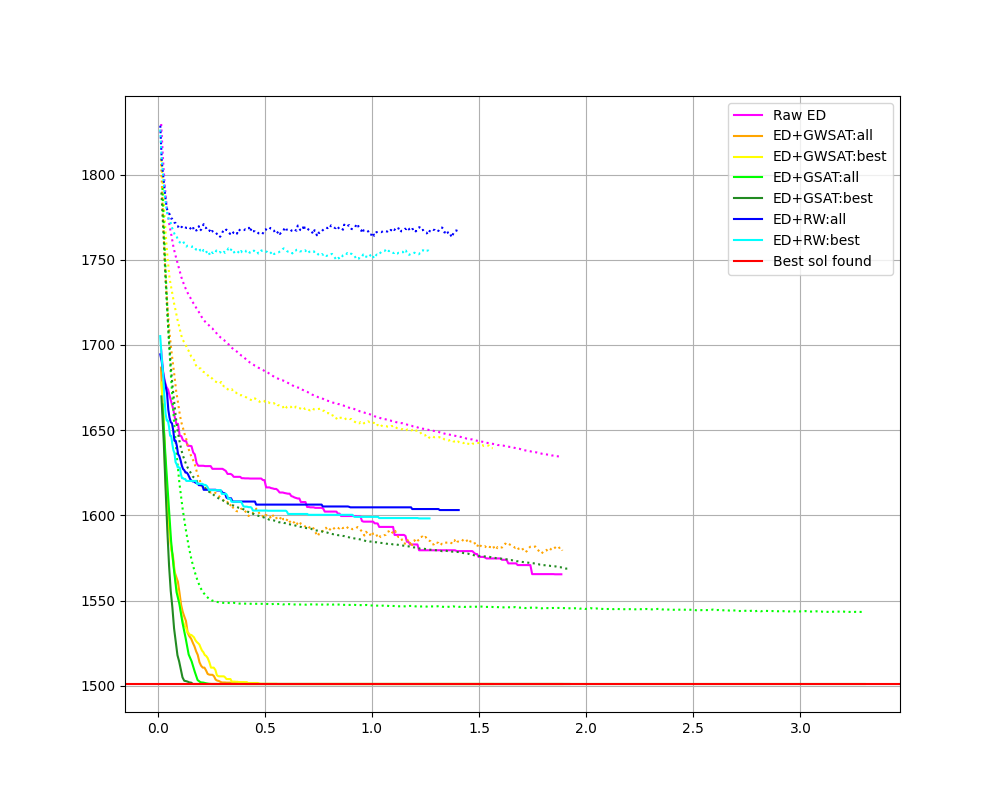 Raw ED
ED+GWSAT:all
ED+GWSAT:best
ED+GSAT:all
ED+GSAT:best
ED+RW:all
ED+RW:best
Best sol found
1800
1750
1700
1650
1600
1550
1500
0.0 0.5 1.0 1.5 2.0 2.5 3.0